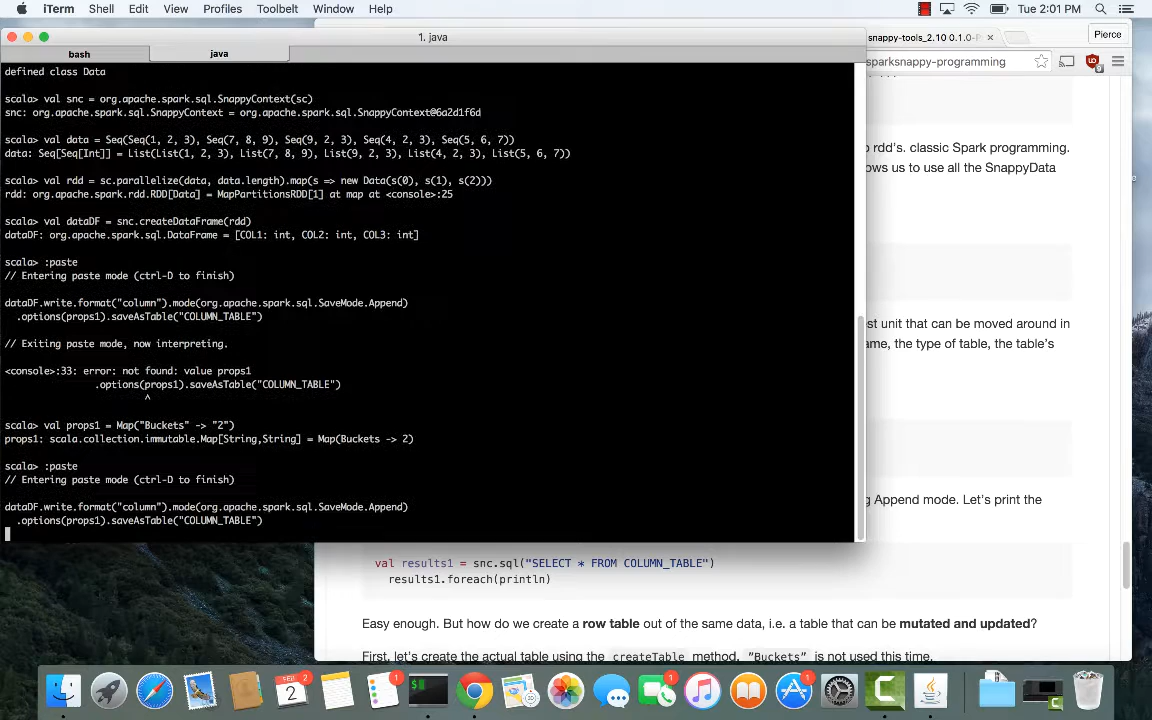 iTerm Shell Edit View Profiles Toolbelt Window Help
Tue 2:01 PM
1. java
bash
java
snappy-tools_2.10 0.1.0-
Pierce
sparksnappy-programming
defined class Data
scala> val snc = org.apache.spark.sql.SnappyContext(sc)
snc: org.apache.spark.sql.SnappyContext = org.apache.spark.sql.SnappyContext@6a2d1f6d
scala> val data = Seq(Seq(1, 2, 3), Seq(7, 8, 9), Seq(9, 2, 3), Seq(4, 2, 3), Seq(5, 6, 7))
data: Seq[Seq[Int]] = List(List(1, 2, 3), List(7, 8, 9), List(9, 2, 3), List(4, 2, 3), List(5, 6, 7))
scala> val rdd = sc.parallelize(data, data.length).map(s => new Data(s(0), s(1), s(2)))
rdd: org.apache.spark.rdd.RDD[Data] = MapPartitionsRDD[1] at map at <console>:25
scala> val dataDF = snc.createDataFrame(rdd)
dataDF: org.apache.spark.sql.DataFrame = [COL1: int, COL2: int, COL3: int]
scala> :paste
// Entering paste mode (ctrl-D to finish)
dataDF.write.format("column").mode(org.apache.spark.sql.SaveMode.Append)
.options(props1).saveAsTable("COLUMN_TABLE")
// Exiting paste mode, now interpreting.
<console>:33: error: not found: value props1
.options(props1).saveAsTable("COLUMN_TABLE")
^
scala> val props1 = Map("Buckets" -> "2")
props1: scala.collection.immutable.Map[String,String] = Map(Buckets -> 2)
scala> :paste
// Entering paste mode (ctrl-D to finish)
dataDF.write.format("column").mode(org.apache.spark.sql.SaveMode.Append)
.options(props1).saveAsTable("COLUMN_TABLE")
o rdd's. classic Spark programming.
ows us to use all the SnappyData
st unit that can be moved around in
ame, the type of table, the table's
g Append mode. Let's print the
val results1 = snc.sql("SELECT * FROM COLUMN_TABLE")
results1.foreach(println)
Easy enough. But how do we create a row table out of the same data, i.e. a table that can be mutated and updated?
First, let's create the actual table using the createTable method. "Buckets" is not used this time.
2
2
1
1
1